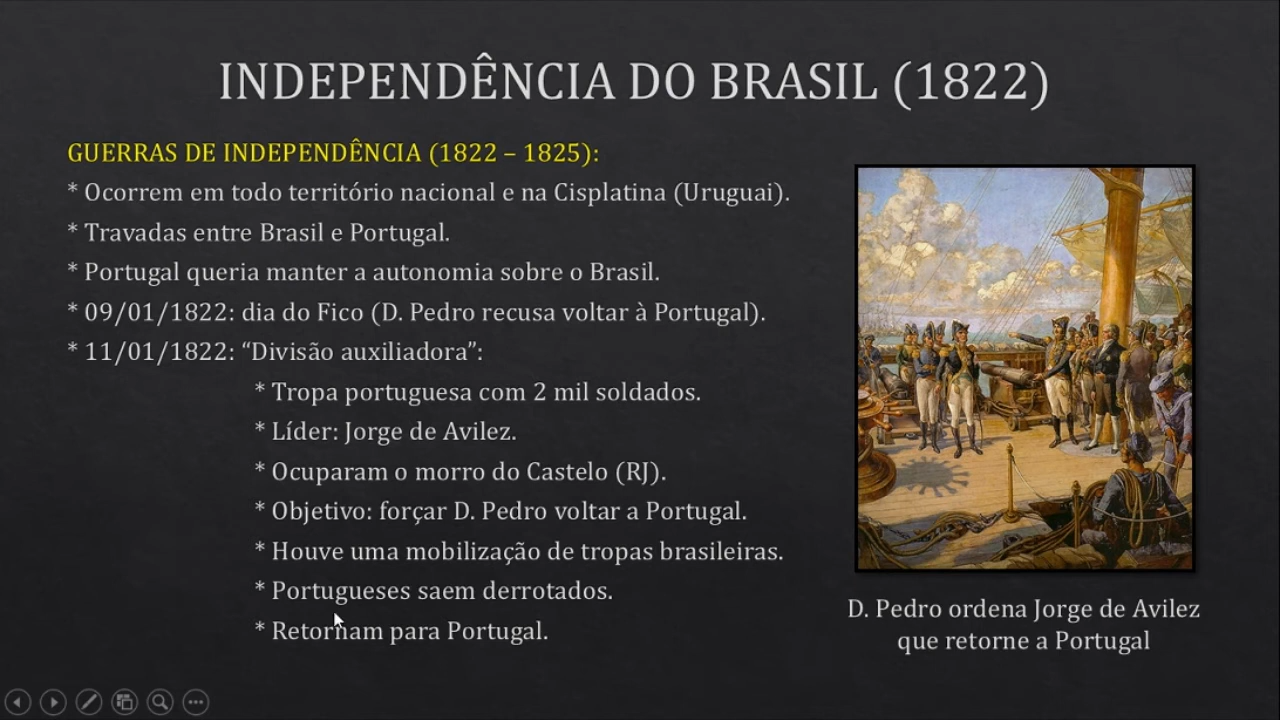 INDEPENDÊNCIA DO BRASIL (1822)
GUERRAS DE INDEPENDÊNCIA (1822 – 1825):
* Ocorrem em todo território nacional e na Cisplatina (Uruguai).
* Travadas entre Brasil e Portugal.
* Portugal queria manter a autonomia sobre o Brasil.
* 09/01/1822: dia do Fico (D. Pedro recusa voltar à Portugal).
* 11/01/1822: “Divisão auxiliadora”:
* Tropa portuguesa com 2 mil soldados.
* Líder: Jorge de Avilez.
* Ocuparam o morro do Castelo (RJ).
* Objetivo: forçar D. Pedro voltar a Portugal.
* Houve uma mobilização de tropas brasileiras.
* Portugueses saem derrotados.
* Retornam para Portugal.
D. Pedro ordena Jorge de Avilez
que retorne a Portugal